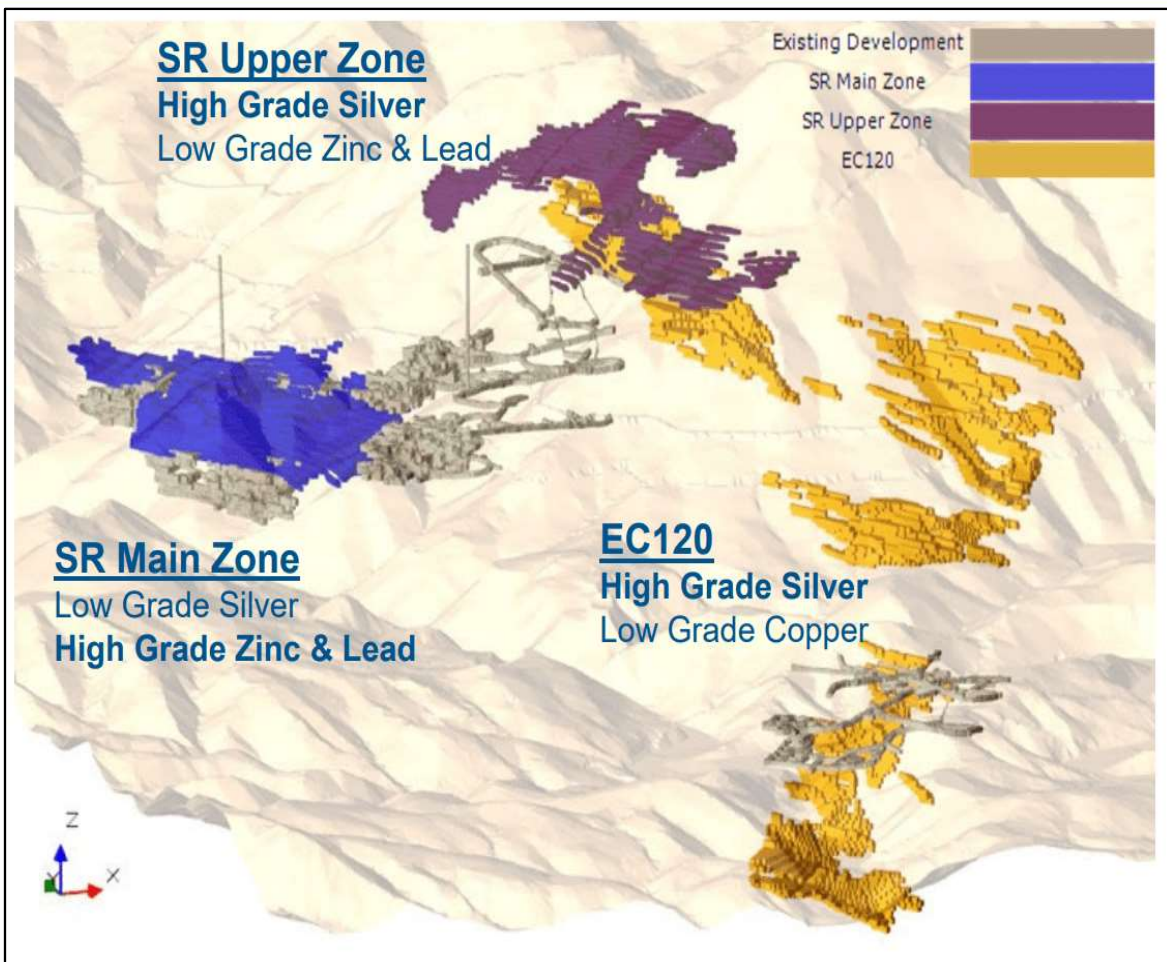 SR Upper Zone
High Grade Silver
Low Grade Zinc & Lead
Existing Development
SR Main Zone
SR Upper Zone
EC120
SR Main Zone
Low Grade Silver
High Grade Zinc & Lead
EC120
High Grade Silver
Low Grade Copper
Z
Y
X